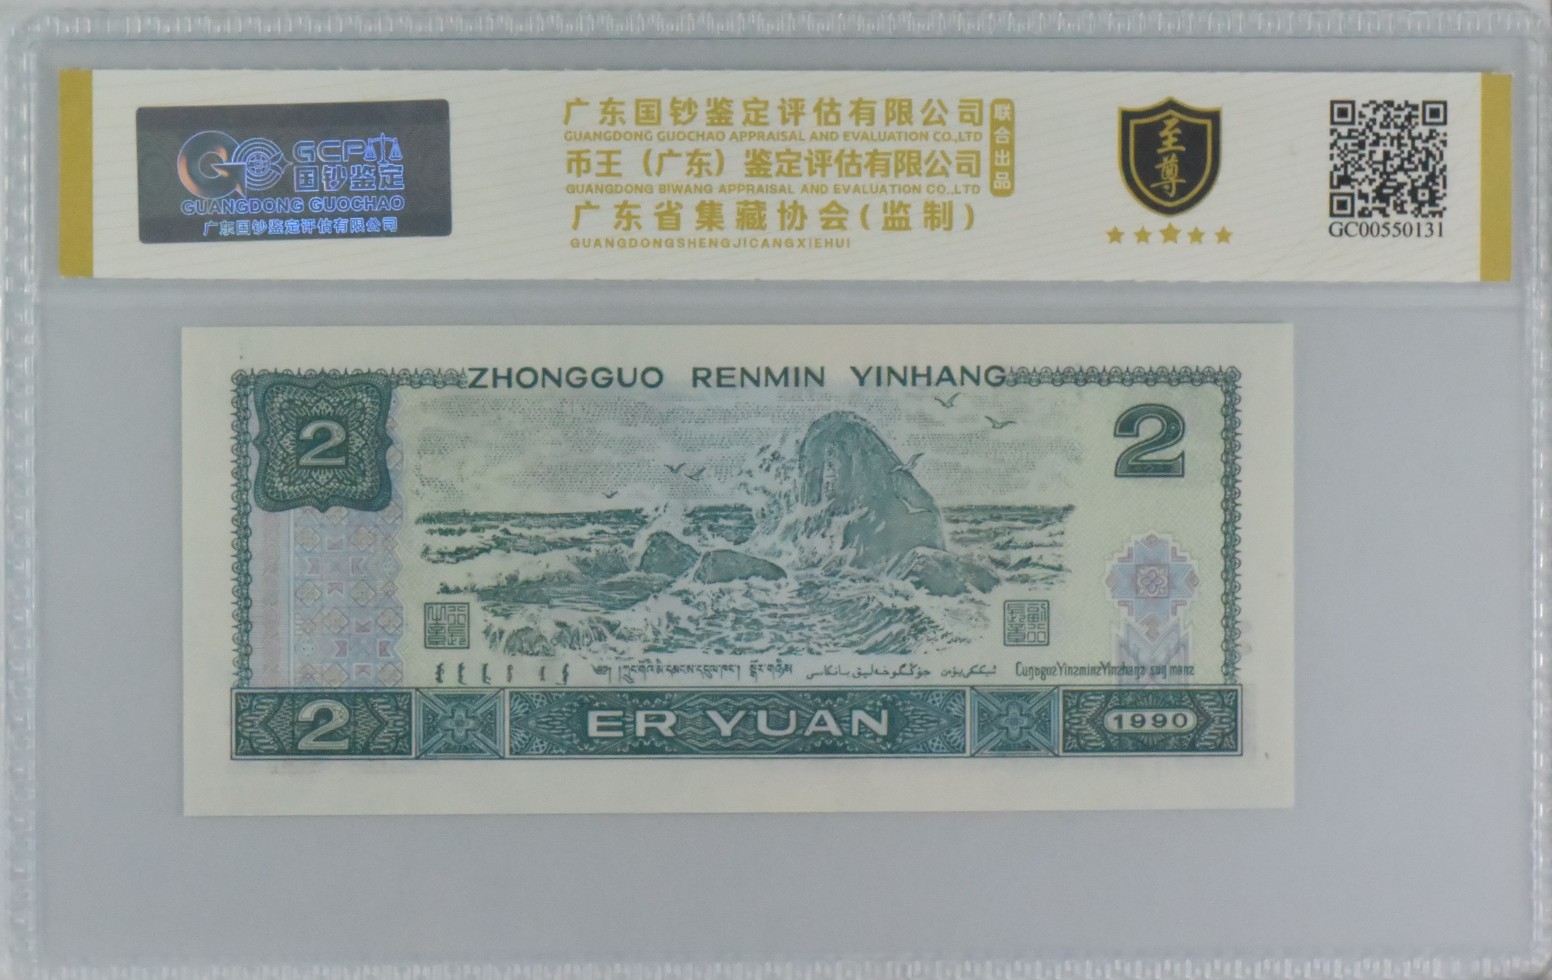 GCP
国钞鉴定
GUANGDONG GUOCHAO
广东国钞鉴定评估有限公司
广东国钞鉴定评估有限公司
GUANGDONG GUOCHAO APPRAISAL AND EVALUATION CO.,LTD
币王（广东）鉴定评估有限公司
GUANGDONG BIWANG APPRAISAL AND EVALUATION CO.,LTD
广东省集藏协会(监制)
GUANGDONGSHENGJICANGXIEHUI
联合出品
至尊
GC00550131
ZHONGGUO RENMIN YINHANG
2
2
2
ER YUAN
1990